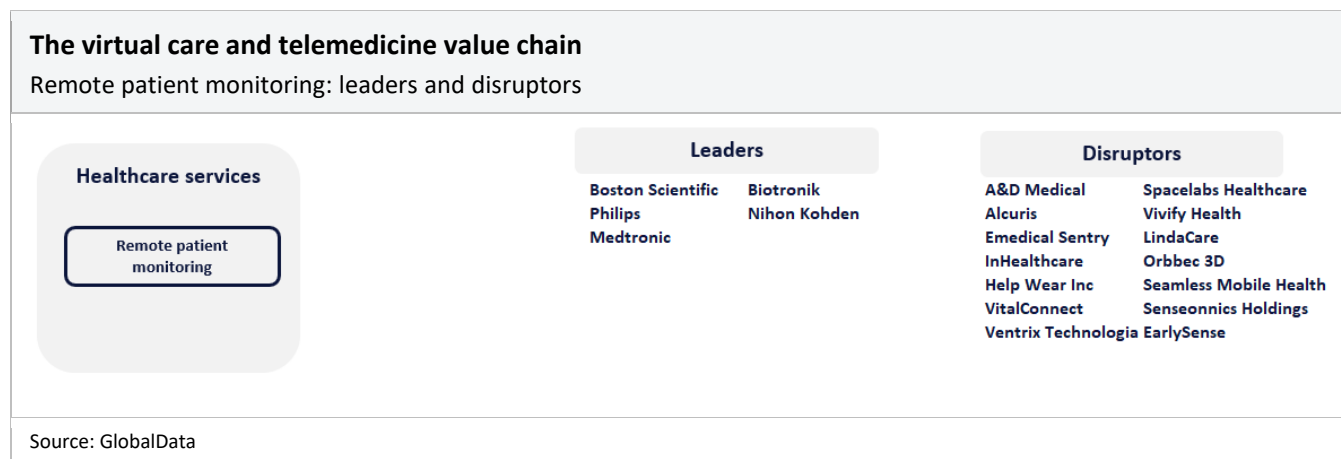 The virtual care and telemedicine value chain
Remote patient monitoring: leaders and disruptors
Healthcare services
Remote patient
monitoring
Leaders
Boston Scientific
Philips
Medtronic
Biotronik
Nihon Kohden
Disruptors
A&D Medical
Alcuris
Emedical Sentry
InHealthcare
Help Wear Inc
VitalConnect
Ventrix Technologia
Spacelabs Healthcare
Vivify Health
LindaCare
Orbbec 3D
Seamless Mobile Health
Senseonnics Holdings
EarlySense
Source: GlobalData